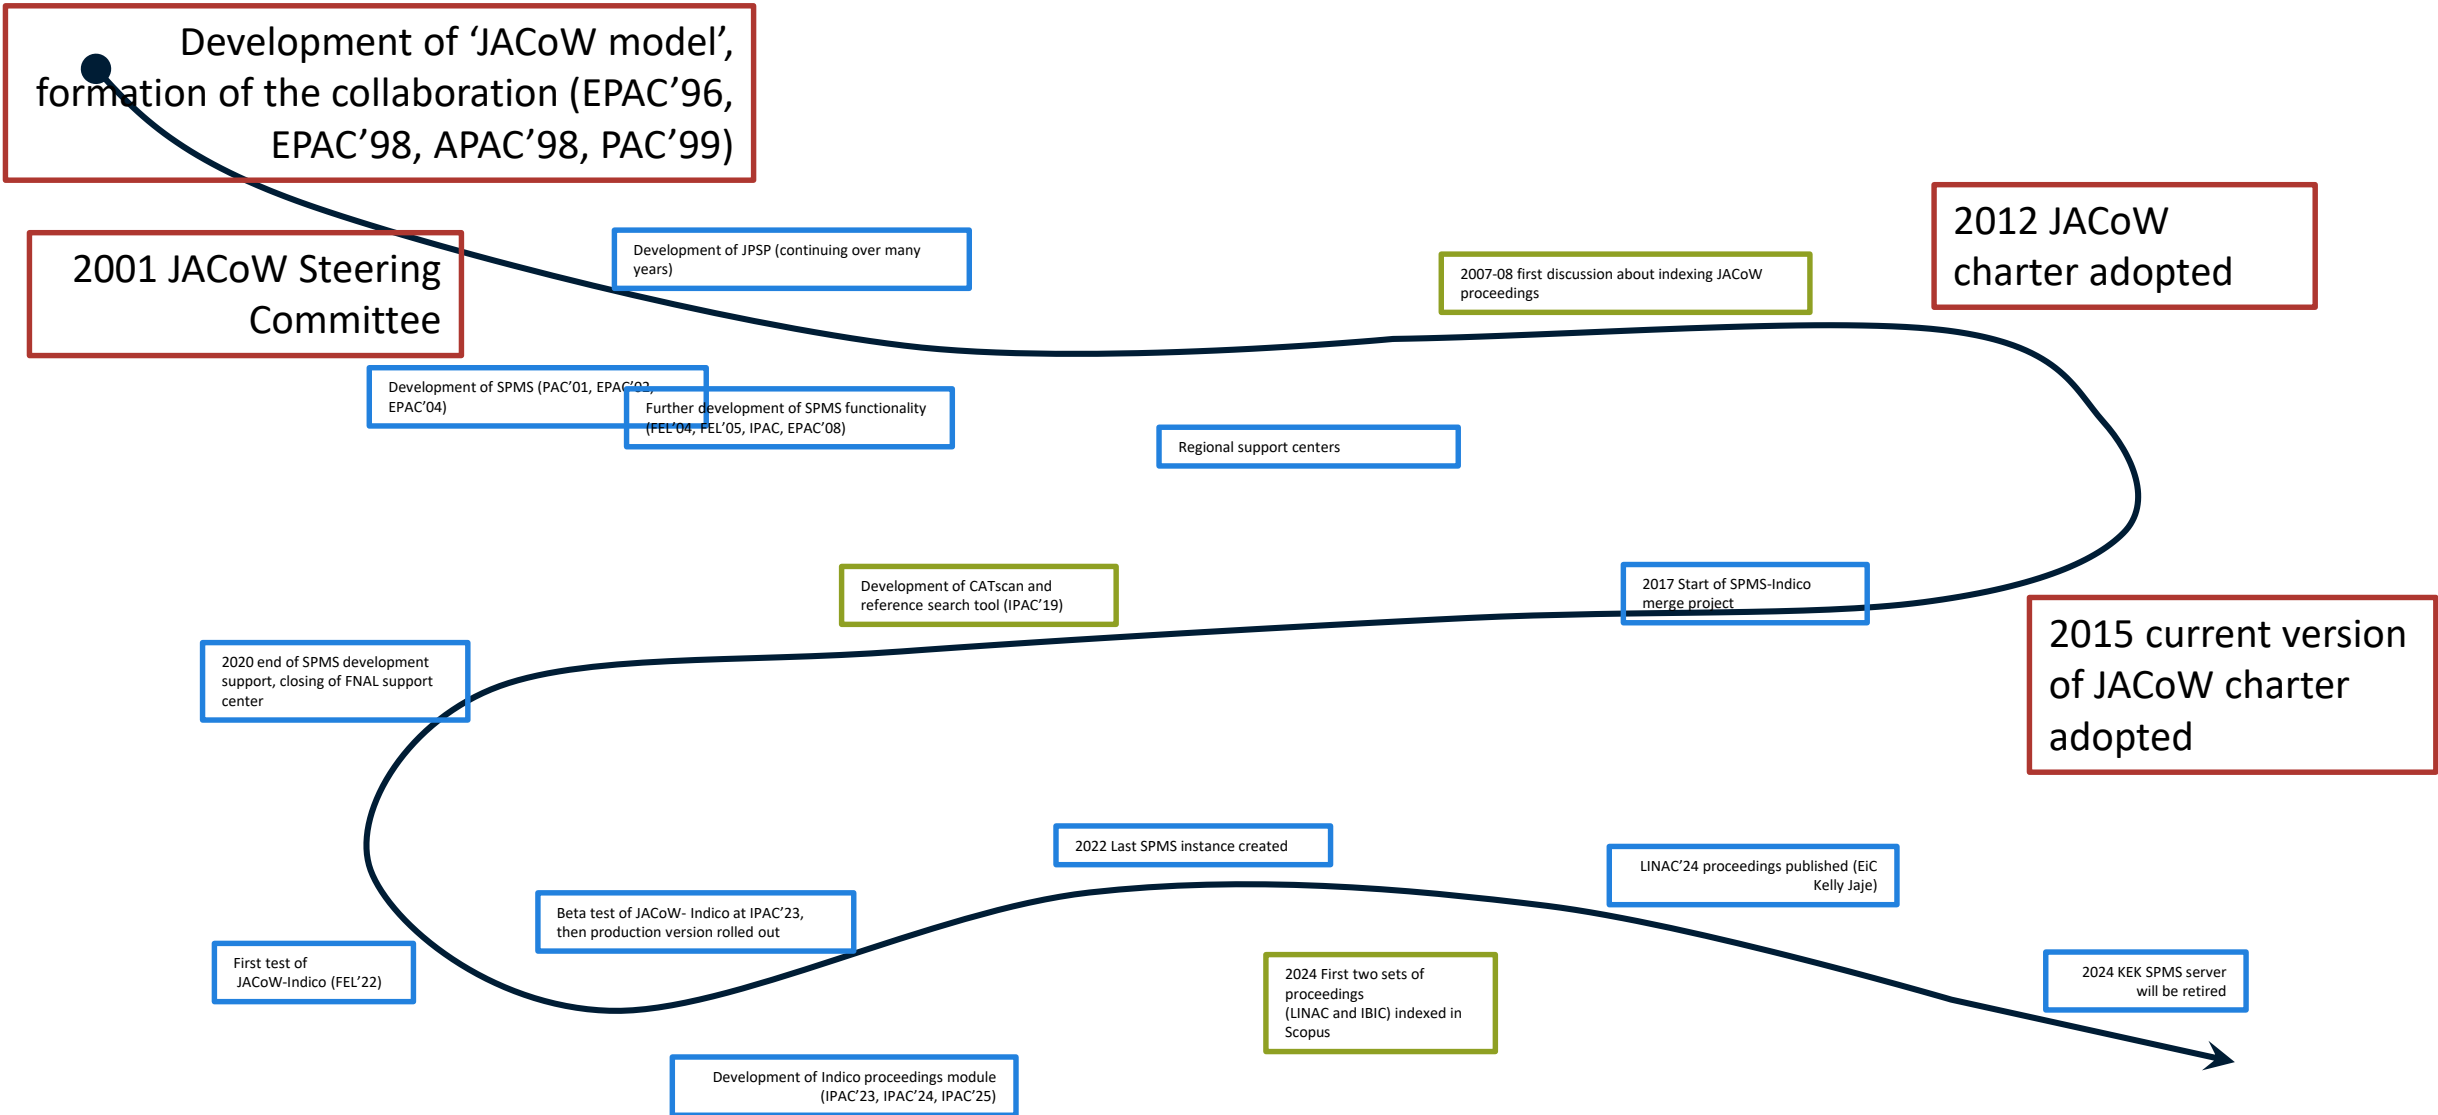 Development of ‘JACoW model’,
formation of the collaboration (EPAC’96,
EPAC’98, APAC’98, PAC’99)
2001 JACoW Steering
Committee
Development of JPSP (continuing over many
years)
2007-08 first discussion about indexing JACoW
proceedings
2012 JACoW
charter adopted
Development of SPMS (PAC’01, EPAC’02,
EPAC’04)
Further development of SPMS functionality
(FEL’04, FEL’05, IPAC, EPAC’08)
Regional support centers
2015 current version
of JACoW charter
adopted
2017 Start of SPMS-Indico
merge project
Development of CATscan and
reference search tool (IPAC’19)
2020 end of SPMS development
support, closing of FNAL support
center
First test of
JACoW-Indico (FEL’22)
Beta test of JACoW- Indico at IPAC’23,
then production version rolled out
Development of Indico proceedings module
(IPAC’23, IPAC’24, IPAC’25)
2022 Last SPMS instance created
2024 First two sets of
proceedings
(LINAC and IBIC) indexed in
Scopus
LINAC’24 proceedings published (EiC
Kelly Jaje)
2024 KEK SPMS server
will be retired